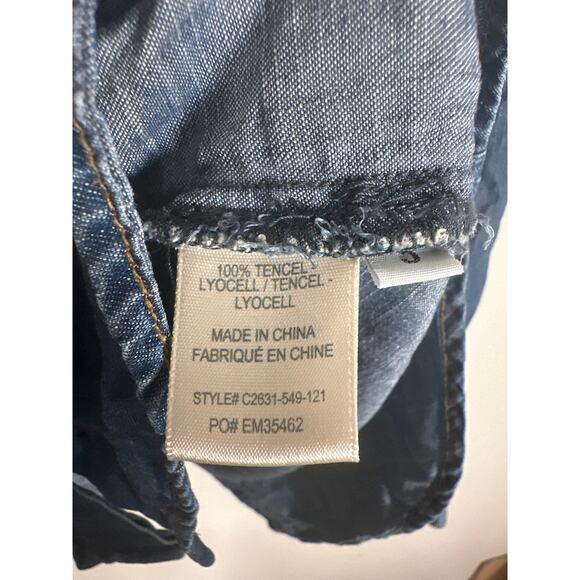 100% TENCEL -
LYOCELL / TENCEL -
LYOCELL
MADE IN CHINA
FABRIQUÉ EN CHINE
STYLE# C2631-549-121
PO# EM35462